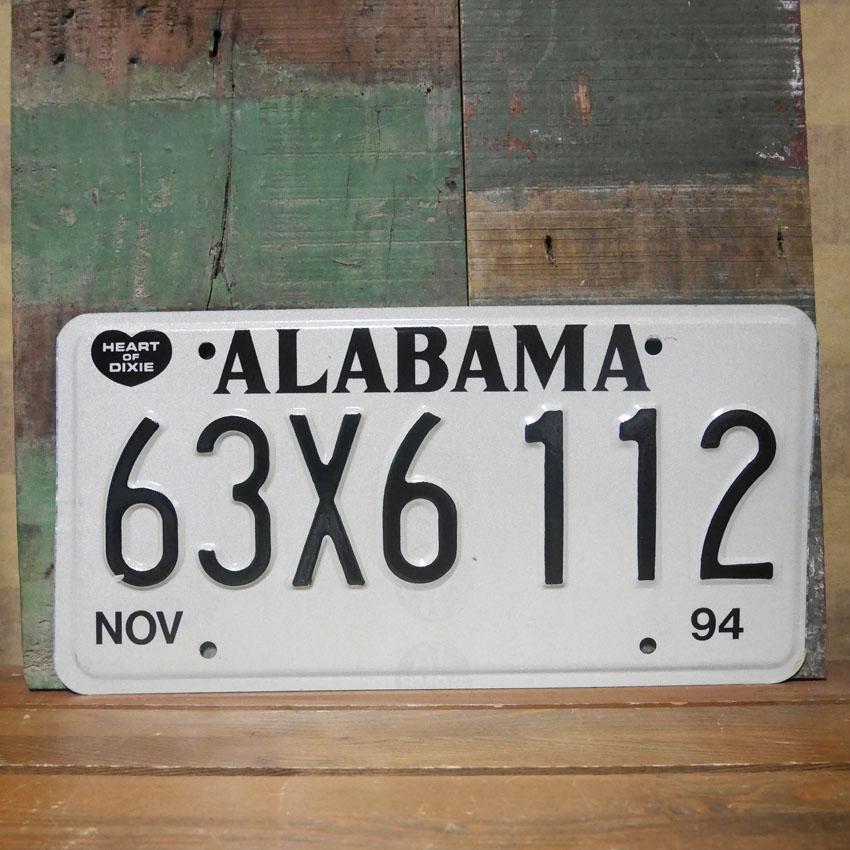 HEART
OF
DIXIE
ALABAMA
63X6 112
NOV 94